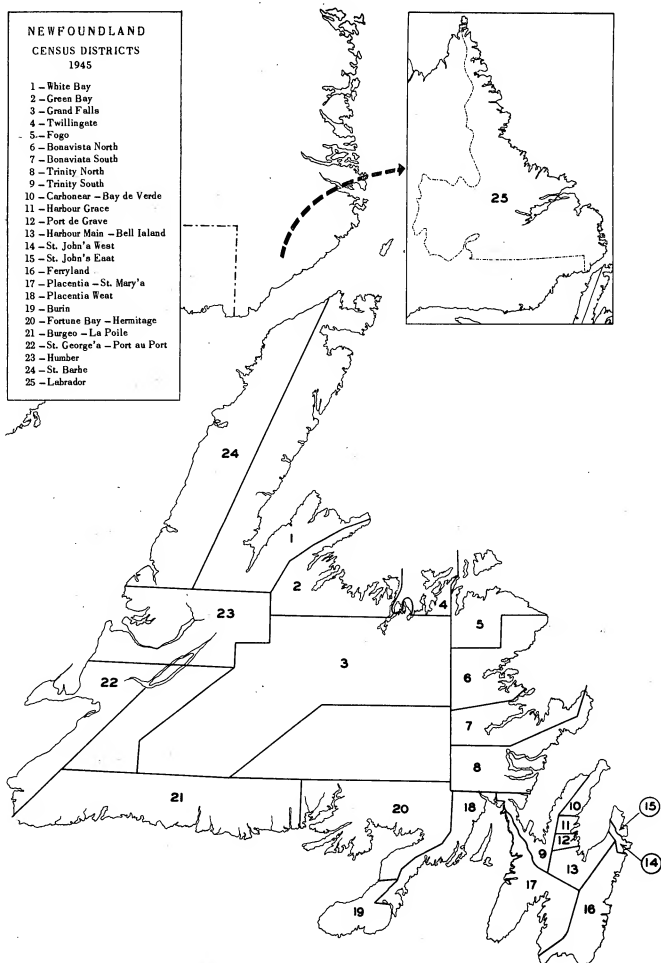 NEWFOUNDLAND
CENSUS DISTRICTS
1945
1 – White Bay
2 – Green Bay
3 – Grand Falls
4 – Twillingate
5 – Fogo
6 – Bonavista North
7 – Bonaviata South
8 – Trinity North
9 – Trinity South
10 – Carbonear – Bay de Verde
11 – Harbour Grace
12 – Port de Grave
13 – Harbour Main – Bell Ialand
14 – St. John'a West
15 – St. John's Eaat
16 – Ferryland
17 – Placentia – St. Mary'a
18 – Placentia Weat
19 – Burin
20 – Fortune Bay – Hermitage
21 – Burgeo – La Poile
22 – St. George'a – Port au Port
23 – Humber
24 – St. Barbe
25 – Labrador
25
24
1
2
4
23
5
3
6
22
7
8
21
20
18
10
15
11
12
9
13
14
17
16
19